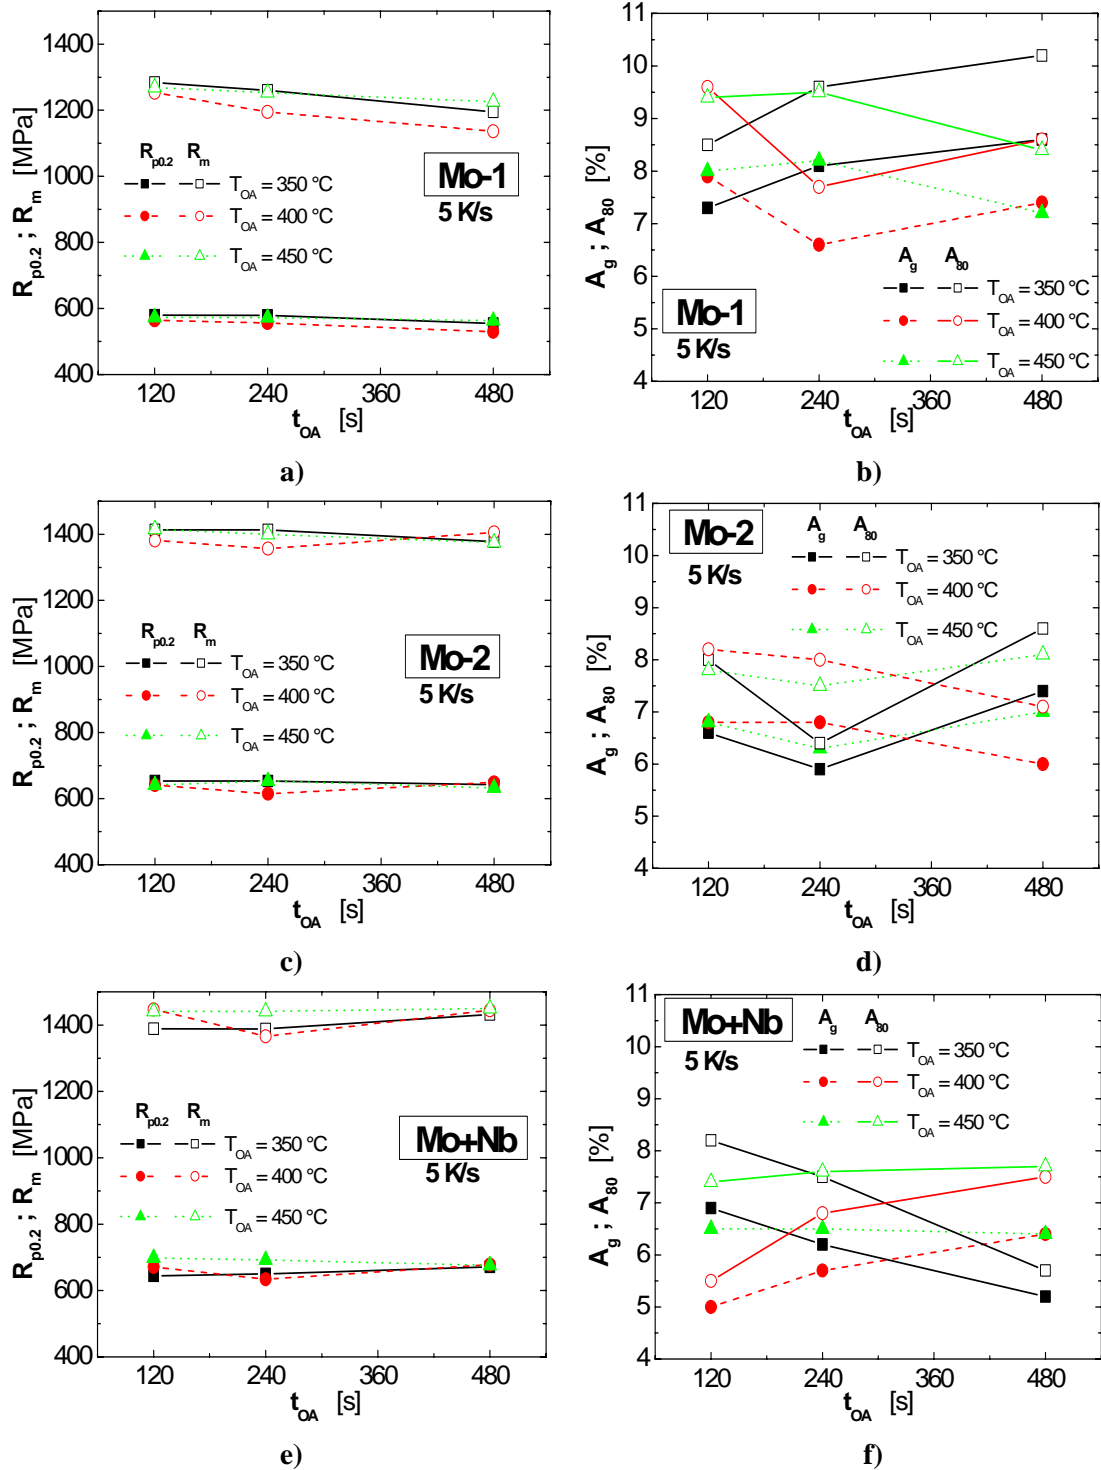 1400
1200
1000
800
600
400
R_p0.2 ; R_m [MPa]
R_p0.2 R_m
T_OA = 350 °C
T_OA = 400 °C
T_OA = 450 °C
Mo-1
5 K/s
120 240 360 480
t_OA [s]
a)
11
10
9
8
7
6
5
4
A_g ; A_80 [%]
Mo-1
5 K/s
A_g A_80
T_OA = 350 °C
T_OA = 400 °C
T_OA = 450 °C
120 240 360 480
t_OA [s]
b)
1400
1200
1000
800
600
400
R_p0.2 ; R_m [MPa]
R_p0.2 R_m
T_OA = 350 °C
T_OA = 400 °C
T_OA = 450 °C
Mo-2
5 K/s
120 240 360 480
t_OA [s]
c)
11
10
9
8
7
6
5
4
A_g ; A_80 [%]
Mo-2
5 K/s
A_g A_80
T_OA = 350 °C
T_OA = 400 °C
T_OA = 450 °C
120 240 360 480
t_OA [s]
d)
1400
1200
1000
800
600
400
R_p0.2 ; R_m [MPa]
R_p0.2 R_m
T_OA = 350 °C
T_OA = 400 °C
T_OA = 450 °C
Mo+Nb
5 K/s
120 240 360 480
t_OA [s]
e)
11
10
9
8
7
6
5
4
A_g ; A_80 [%]
Mo+Nb
5 K/s
A_g A_80
T_OA = 350 °C
T_OA = 400 °C
T_OA = 450 °C
120 240 360 480
t_OA [s]
f)